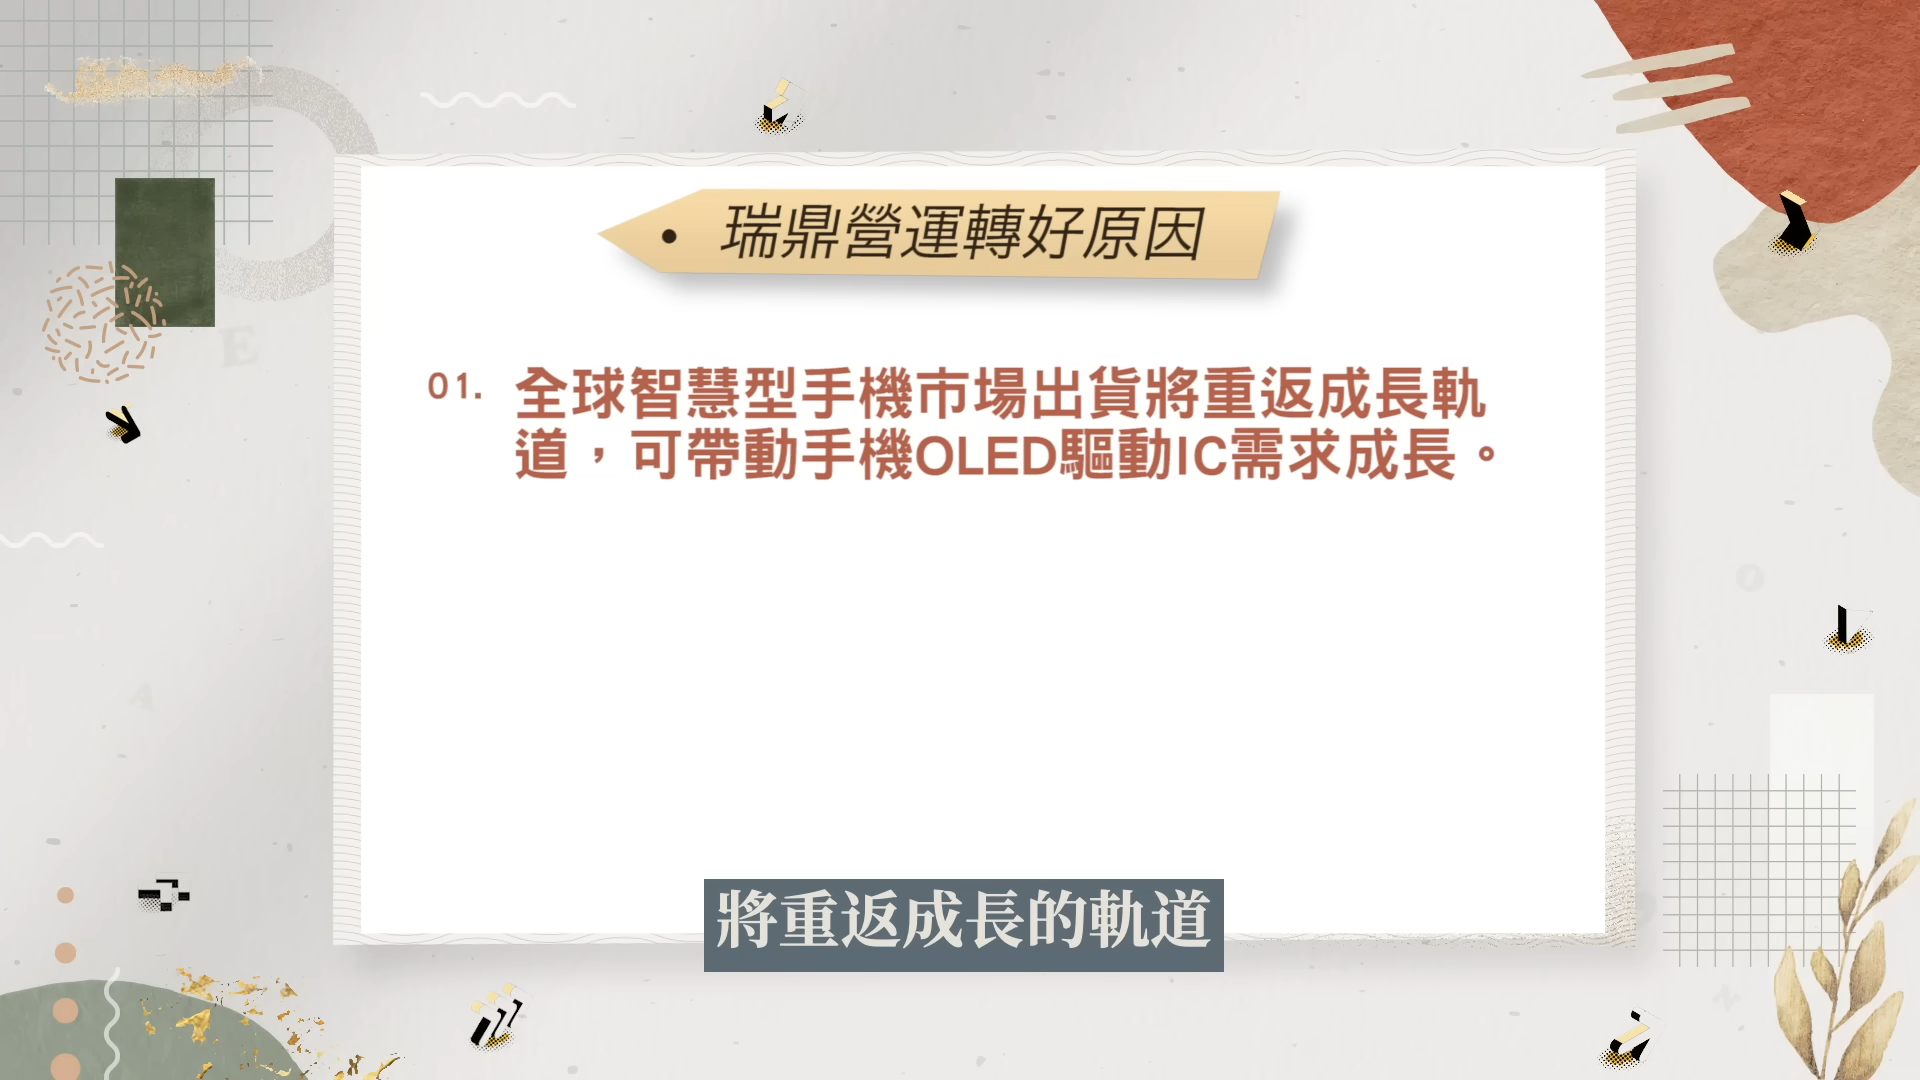 瑞鼎營運轉好原因
01. 全球智慧型手機市場出貨將重返成長軌
道，可帶動手機OLED驅動IC需求成長。
將重返成長的軌道